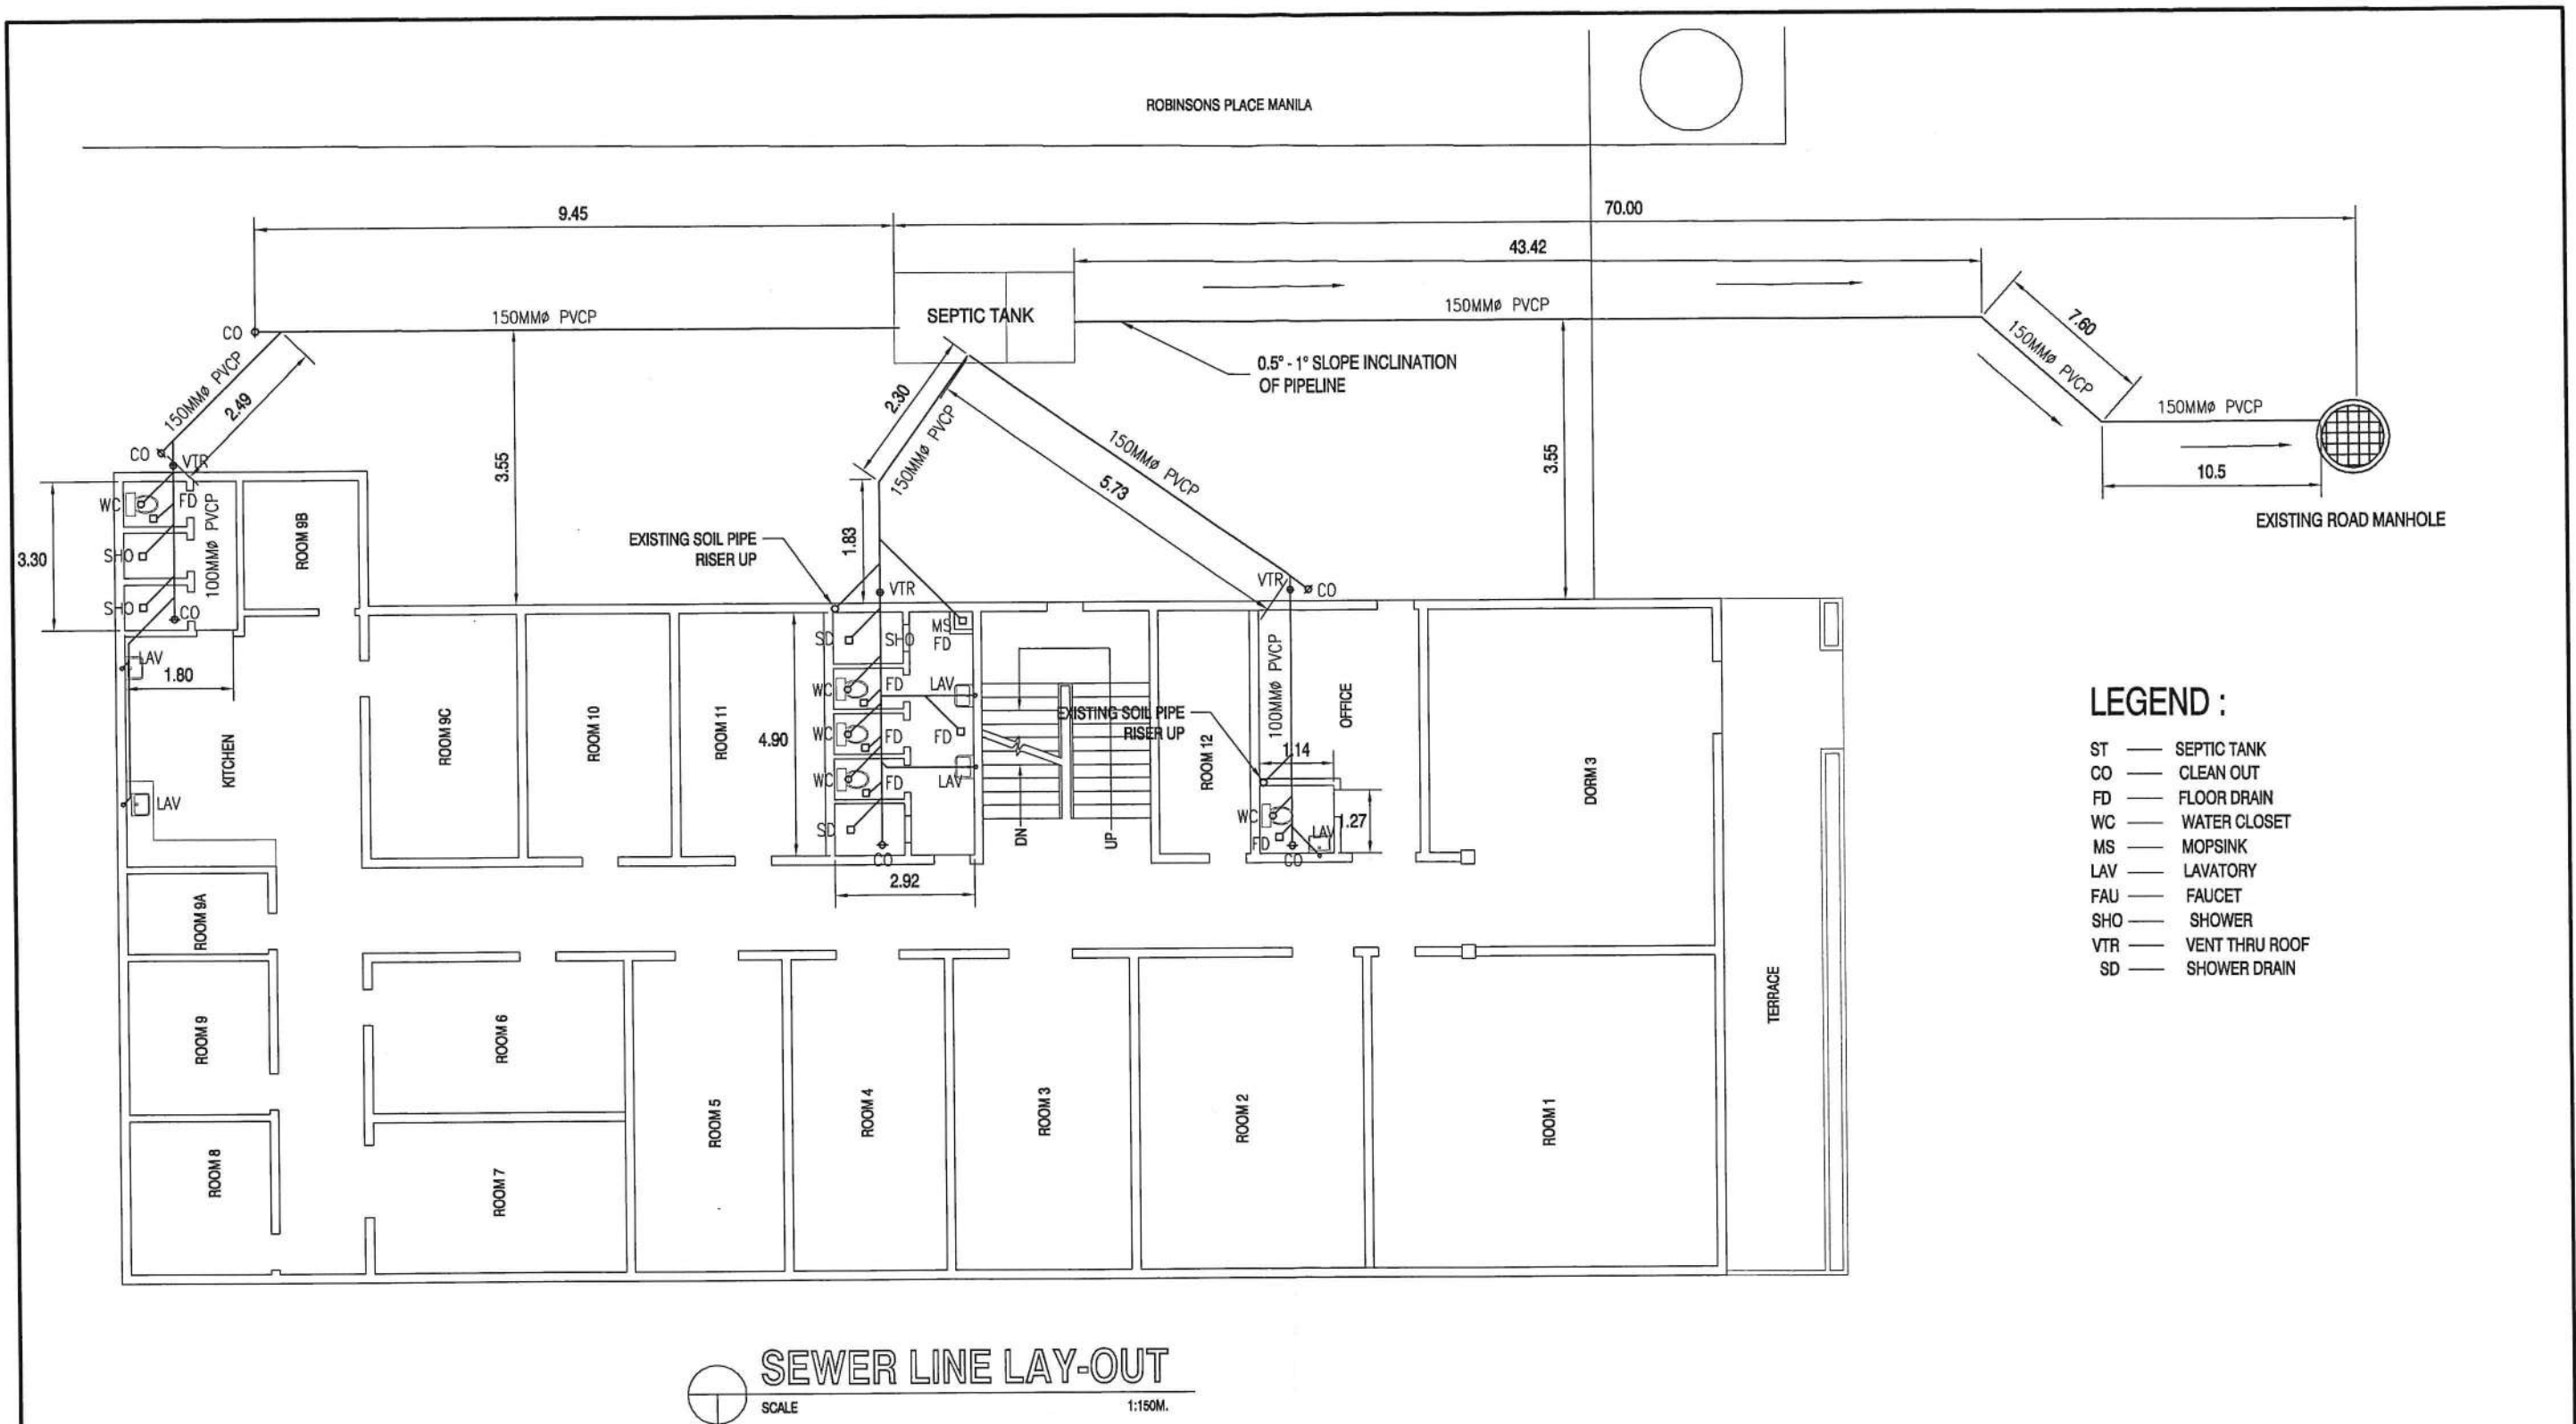 ROBINSONS PLACE MANILA
9.45
70.00
43.42
150MMø PVCP
SEPTIC TANK
150MMø PVCP
CO
7.60
150MMø PVCP
0.5° - 1° SLOPE INCLINATION
OF PIPELINE
150MMø PVCP
2.49
2.30
150MMø PVCP
150MMø PVCP
5.73
150MMø PVCP
10.5
EXISTING ROAD MANHOLE
3.55
3.55
CO
VTR
WC
FD
100MMø PVCP
ROOM 9B
3.30
SHO
SHO
CO
1.83
EXISTING SOIL PIPE
RISER UP
VTR
VTR
CO
LAV
1.80
LAV
KITCHEN
ROOM 9C
ROOM 10
ROOM 11
4.90
SD
SHO
MS
FD
WC
FD
LAV
WC
FD
FD
WC
FD
LAV
SD
CO
2.92
DN
UP
EXISTING SOIL PIPE
RISER UP
ROOM 12
100MMø PVCP
OFFICE
1.14
WC
LAV
1.27
FD
CO
DORM 3
LEGEND :
ST SEPTIC TANK
CO CLEAN OUT
FD FLOOR DRAIN
WC WATER CLOSET
MS MOPSINK
LAV LAVATORY
FAU FAUCET
SHO SHOWER
VTR VENT THRU ROOF
SD SHOWER DRAIN
ROOM 9A
ROOM 9
ROOM 8
ROOM 6
ROOM 7
ROOM 5
ROOM 4
ROOM 3
ROOM 2
ROOM 1
TERRACE
SEWER LINE LAY-OUT
SCALE 1:150M.